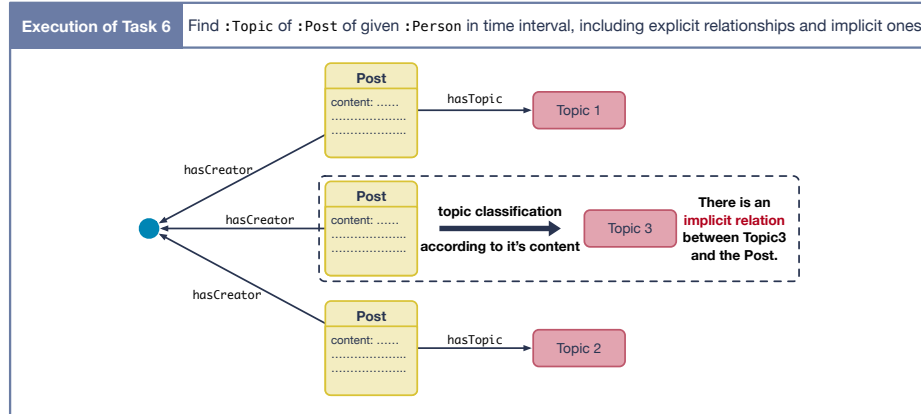 Execution of Task 6
Find :Topic of :Post of given :Person in time interval, including explicit relationships and implicit ones
Post
content: ......
.....................
.....................
hasTopic
Topic 1
hasCreator
Post
content: ......
.....................
.....................
hasCreator
topic classification
according to it's content
Topic 3
There is an
implicit relation
between Topic3
and the Post.
hasCreator
Post
content: ......
.....................
.....................
hasTopic
Topic 2